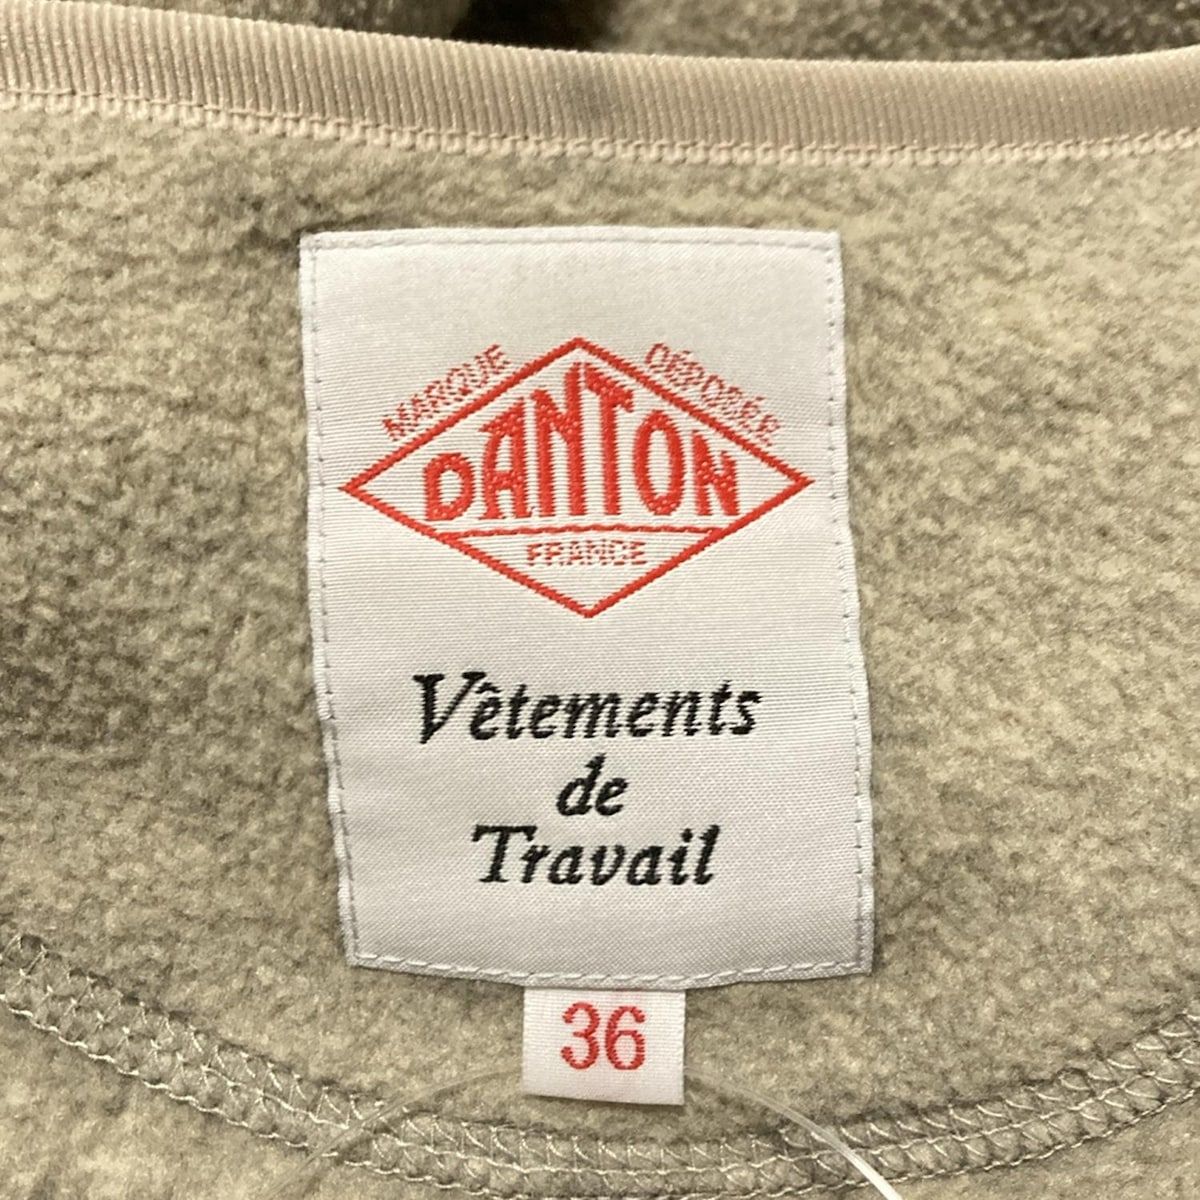 MARQUE DÉPOSÉE
DANTON
FRANCE
Vêtements
de
Travail
36